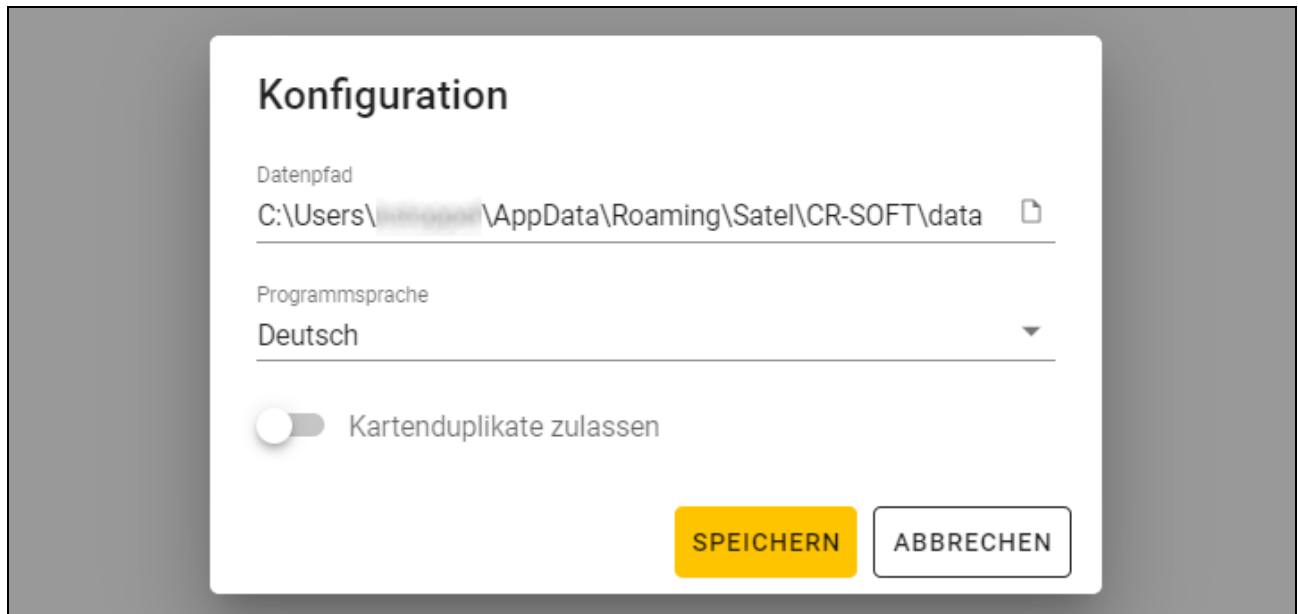 Konfiguration
Datenpfad
C:\Users\ \AppData\Roaming\Satel\CR-SOFT\data
Programmsprache
Deutsch
Kartenduplikate zulassen
SPEICHERN
ABBRECHEN